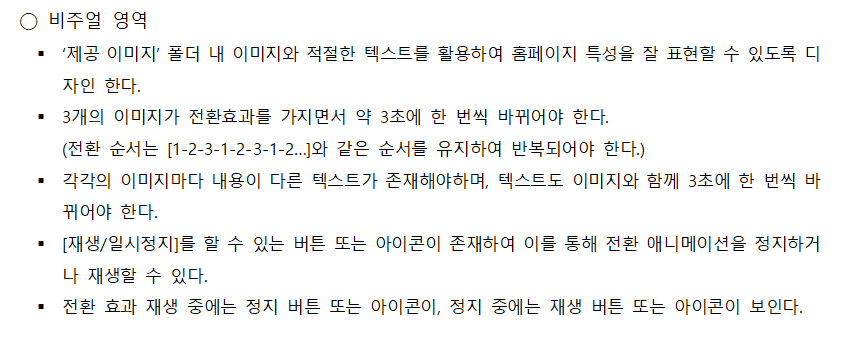 ○ 비주얼 영역
▪ ‘제공 이미지’ 폴더 내 이미지와 적절한 텍스트를 활용하여 홈페이지 특성을 잘 표현할 수 있도록 디
자인 한다.
▪ 3개의 이미지가 전환효과를 가지면서 약 3초에 한 번씩 바뀌어야 한다.
(전환 순서는 [1-2-3-1-2-3-1-2…]와 같은 순서를 유지하여 반복되어야 한다.)
▪ 각각의 이미지마다 내용이 다른 텍스트가 존재해야하며, 텍스트도 이미지와 함께 3초에 한 번씩 바
뀌어야 한다.
▪ [재생/일시정지]를 할 수 있는 버튼 또는 아이콘이 존재하여 이를 통해 전환 애니메이션을 정지하거
나 재생할 수 있다.
▪ 전환 효과 재생 중에는 정지 버튼 또는 아이콘이, 정지 중에는 재생 버튼 또는 아이콘이 보인다.